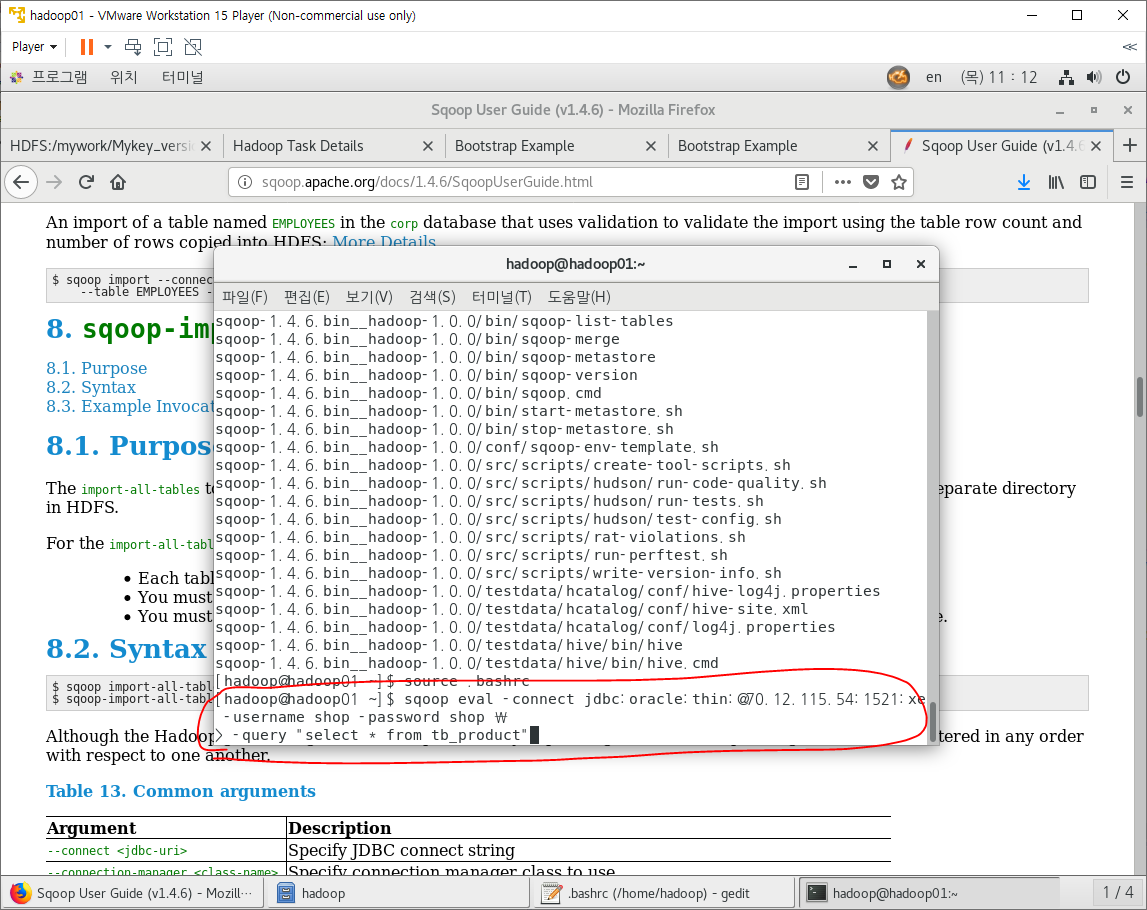 hadoop01 - VMware Workstation 15 Player (Non-commercial use only)
Player
프로그램 위치 터미널 en (목) 11 : 12
Sqoop User Guide (v1.4.6) - Mozilla Firefox
HDFS:/mywork/Mykey_versi Hadoop Task Details Bootstrap Example Bootstrap Example Sqoop User Guide (v1.4.6
sqoop.apache.org/docs/1.4.6/SqoopUserGuide.html
An import of a table named EMPLOYEES in the corp database that uses validation to validate the import using the table row count and
number of rows copied into HDFS: More Details
$ sqoop import --connec
--table EMPLOYEES -
8. sqoop-imp
8.1. Purpose
8.2. Syntax
8.3. Example Invocat
8.1. Purpos
The import-all-tables to eparate directory
in HDFS.
For the import-all-tabl
• Each tabl
• You must
• You must e.
8.2. Syntax
$ sqoop import-all-tabl
$ sqoop-import-all-tabl
Although the Hadoop tered in any order
with respect to one another.
Table 13. Common arguments
Argument Description
--connect <jdbc-uri> Specify JDBC connect string
--connection-manager <class-name> Specify connection manager class to use
hadoop@hadoop01:~
파일(F) 편집(E) 보기(V) 검색(S) 터미널(T) 도움말(H)
sqoop-1.4.6.bin__hadoop-1.0.0/bin/sqoop-list-tables
sqoop-1.4.6.bin__hadoop-1.0.0/bin/sqoop-merge
sqoop-1.4.6.bin__hadoop-1.0.0/bin/sqoop-metastore
sqoop-1.4.6.bin__hadoop-1.0.0/bin/sqoop-version
sqoop-1.4.6.bin__hadoop-1.0.0/bin/sqoop.cmd
sqoop-1.4.6.bin__hadoop-1.0.0/bin/start-metastore.sh
sqoop-1.4.6.bin__hadoop-1.0.0/bin/stop-metastore.sh
sqoop-1.4.6.bin__hadoop-1.0.0/conf/sqoop-env-template.sh
sqoop-1.4.6.bin__hadoop-1.0.0/src/scripts/create-tool-scripts.sh
sqoop-1.4.6.bin__hadoop-1.0.0/src/scripts/hudson/run-code-quality.sh
sqoop-1.4.6.bin__hadoop-1.0.0/src/scripts/hudson/run-tests.sh
sqoop-1.4.6.bin__hadoop-1.0.0/src/scripts/hudson/test-config.sh
sqoop-1.4.6.bin__hadoop-1.0.0/src/scripts/rat-violations.sh
sqoop-1.4.6.bin__hadoop-1.0.0/src/scripts/run-perftest.sh
sqoop-1.4.6.bin__hadoop-1.0.0/src/scripts/write-version-info.sh
sqoop-1.4.6.bin__hadoop-1.0.0/testdata/hcatalog/conf/hive-log4j.properties
sqoop-1.4.6.bin__hadoop-1.0.0/testdata/hcatalog/conf/hive-site.xml
sqoop-1.4.6.bin__hadoop-1.0.0/testdata/hcatalog/conf/log4j.properties
sqoop-1.4.6.bin__hadoop-1.0.0/testdata/hive/bin/hive
sqoop-1.4.6.bin__hadoop-1.0.0/testdata/hive/bin/hive.cmd
[hadoop@hadoop01 ~]$ source .bashrc
[hadoop@hadoop01 ~]$ sqoop eval -connect jdbc:oracle:thin:@70.12.115.54:1521:xe
-username shop -password shop ₩
> -query "select * from tb_product"
Sqoop User Guide (v1.4.6) - Mozill··· hadoop .bashrc (/home/hadoop) - gedit hadoop@hadoop01:~ 1 / 4